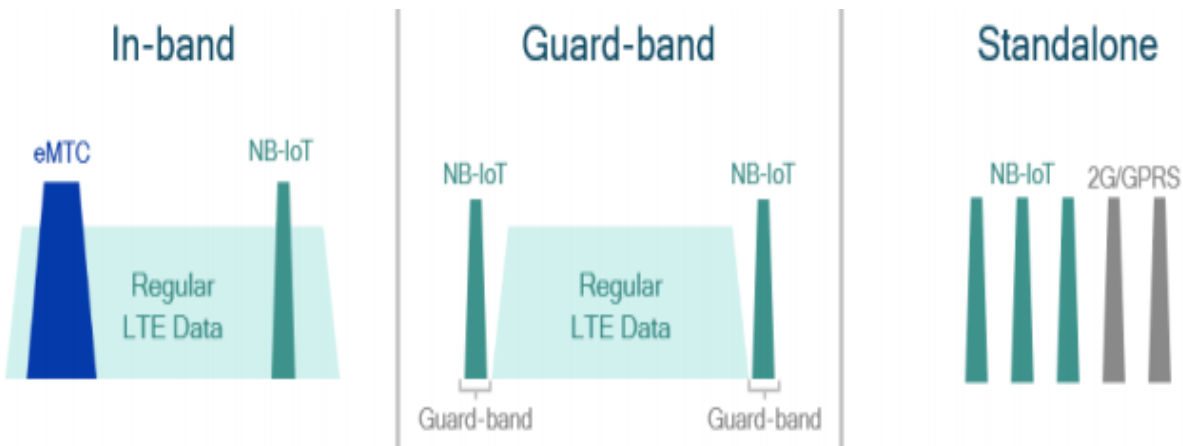 In-band
eMTC
NB-IoT
Regular
LTE Data
Guard-band
NB-IoT
NB-IoT
Regular
LTE Data
Guard-band
Guard-band
Standalone
NB-IoT
2G/GPRS